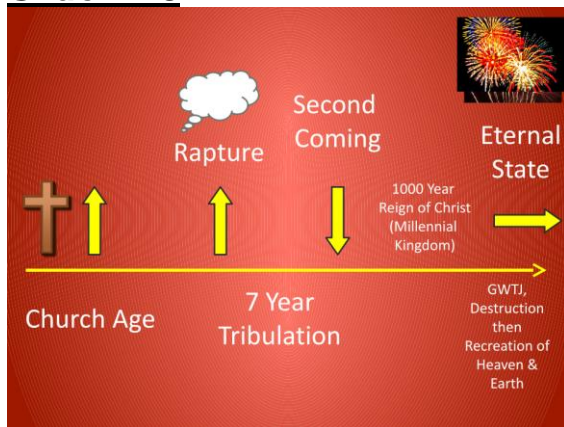 Rapture
Second
Coming
Eternal
State
1000 Year
Reign of Christ
(Millennial
Kingdom)
Church Age
7 Year
Tribulation
GWTJ,
Destruction
then
Recreation of
Heaven &
Earth